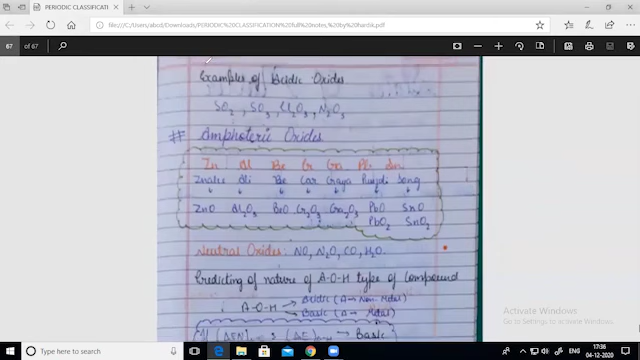 PERIODIC CLASSIFICATI
file:///C:/Users/abcd/Downloads/PERIODIC%20CLASSIFICATION%20full%20notes_%20by%20hardik.pdf
67 of 67
Examples of Acidic Oxides
SO₂, SO₃, Cl₂O₇, N₂O₅
## Amphoteric Oxides
Zn Al Be Cr Ga Pb Sn
Ali Be Car Gaya Punjabi Song
ZnO Al₂O₃ BeO Cr₂O₃ Ga₂O₃ PbO SnO
PbO₂ SnO₂
Neutral Oxides: NO, N₂O, CO, H₂O.
Predicting of nature of A-O-H type of Compound
A-O-H → Acidic (A → Non Metal)
→ Basic (A → Metal)
→ Basic
Activate Windows
Go to Settings to activate Windows.
Type here to search
ENG
17:36
04-12-2020